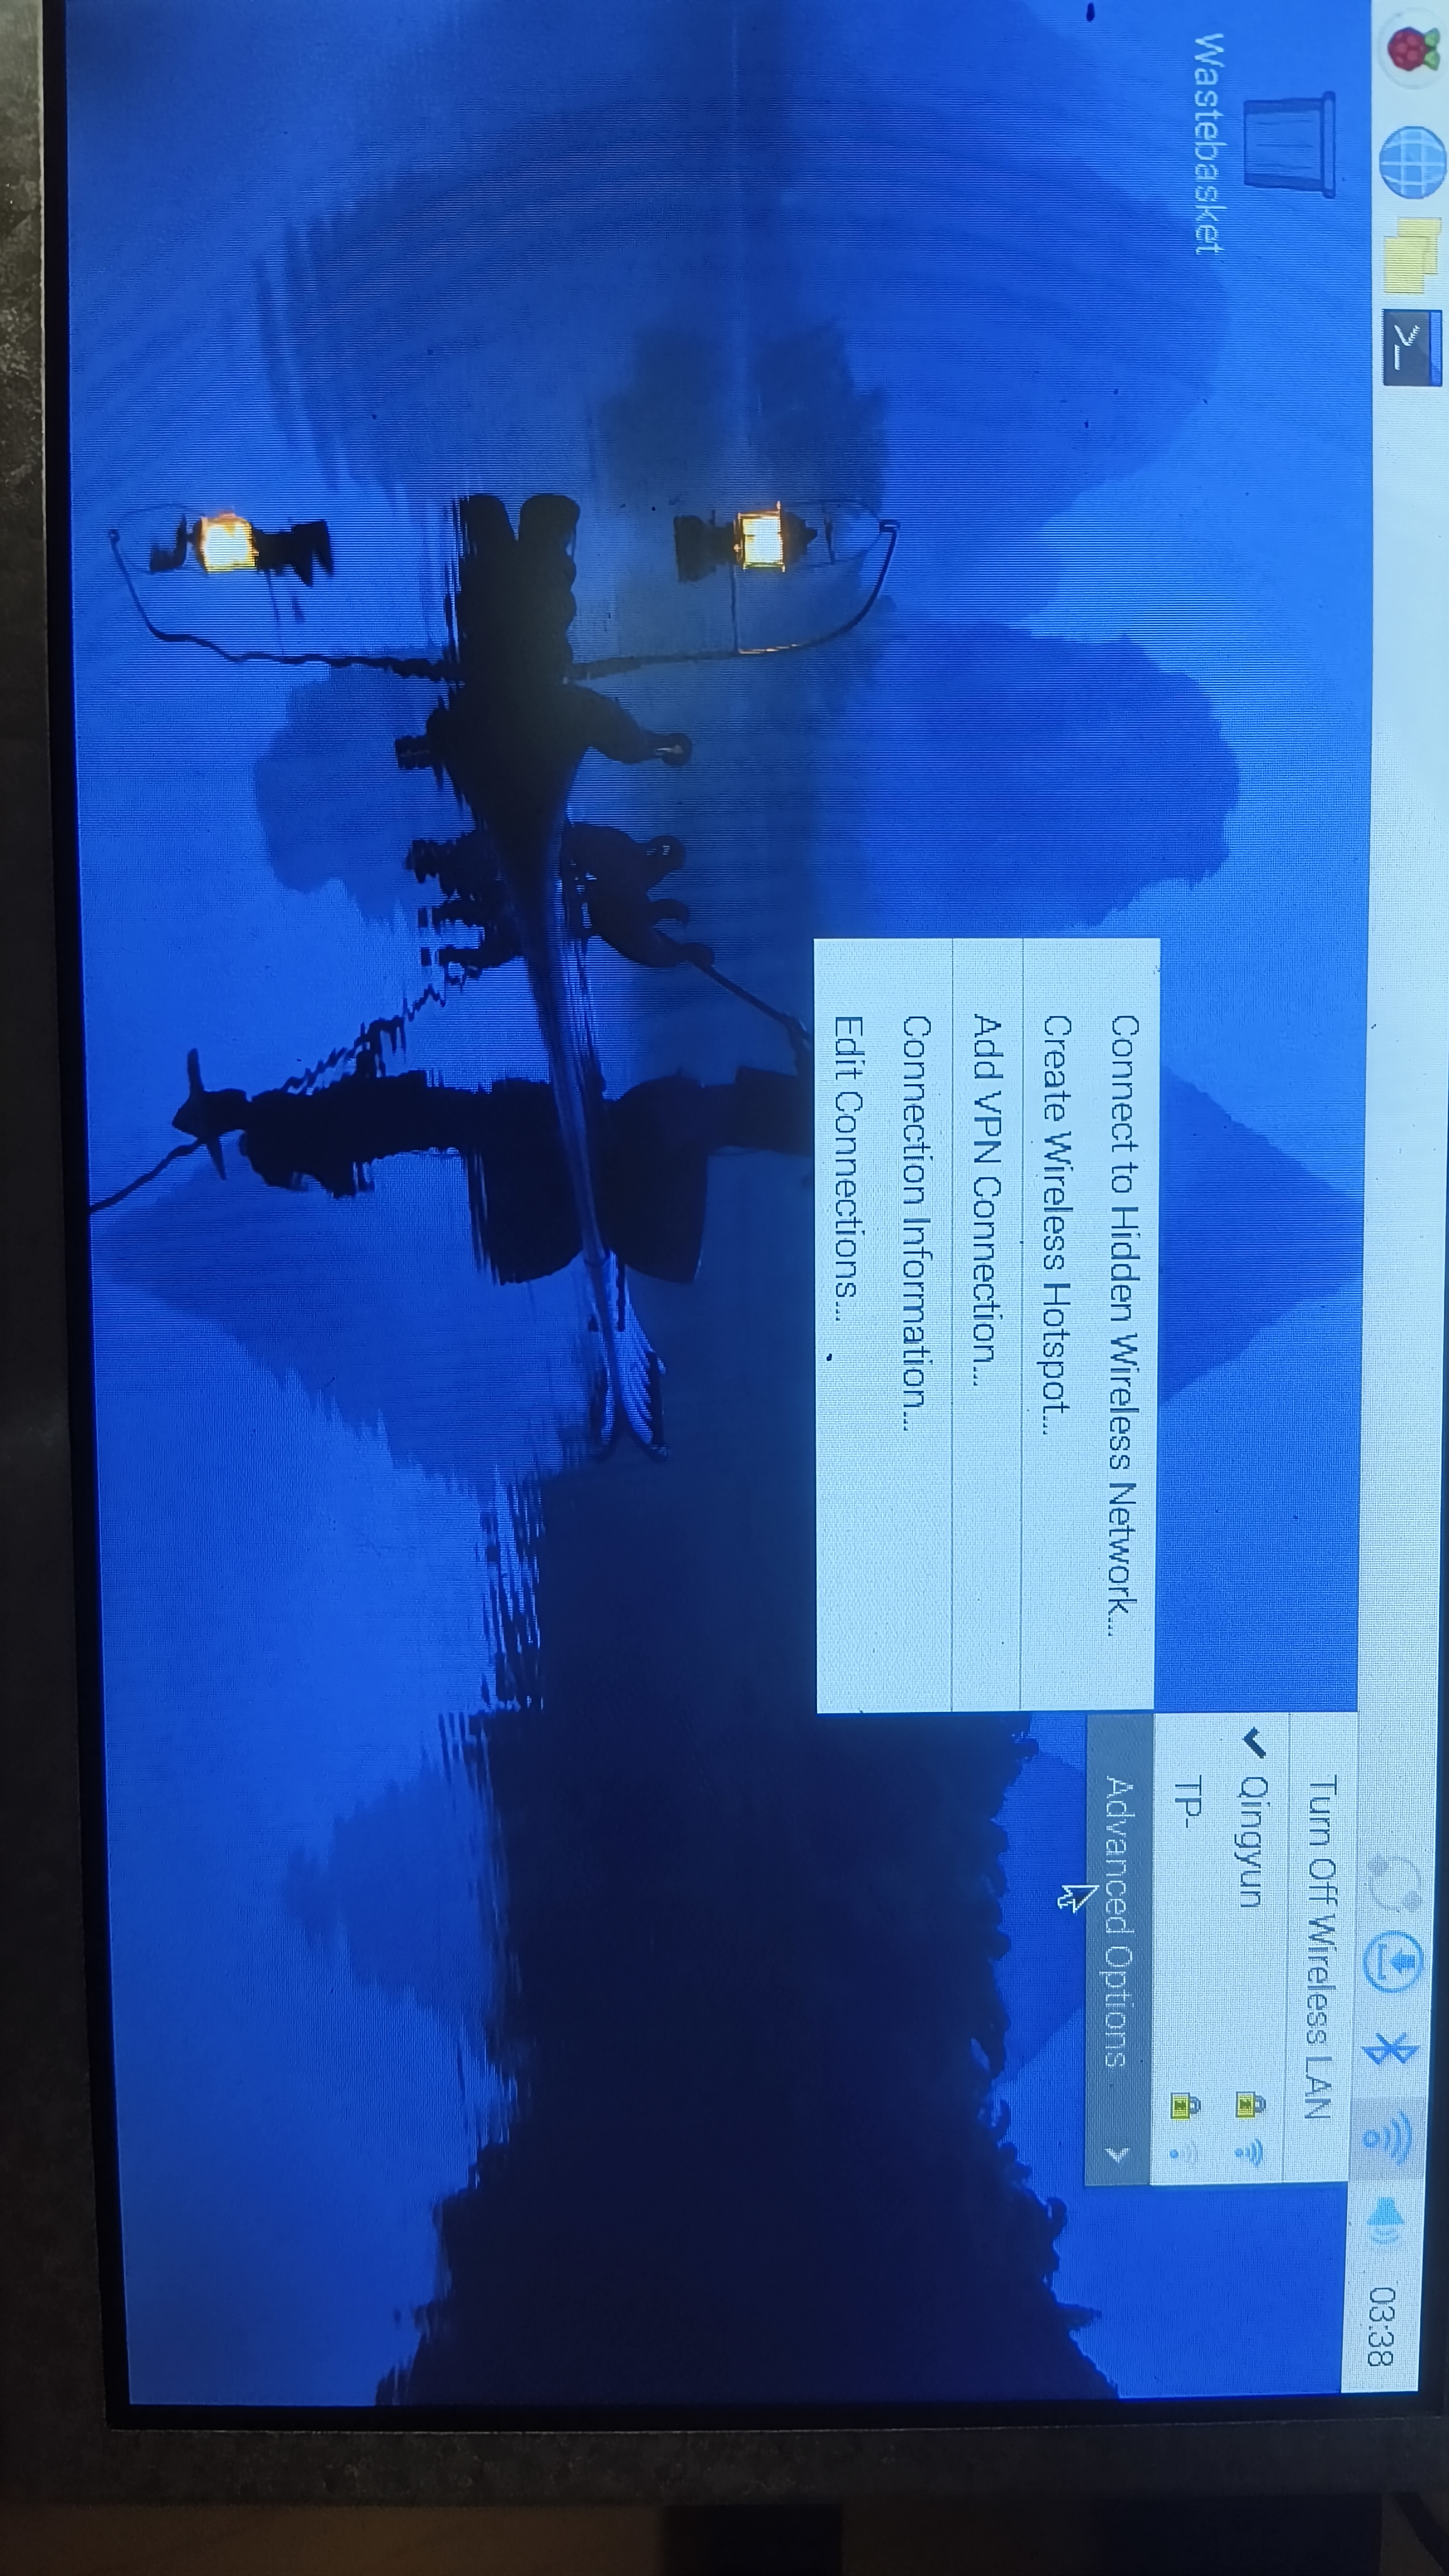 03:38
Wastebasket
Turn Off Wireless LAN
Qingyun
TP-
Advanced Options
Connect to Hidden Wireless Network...
Create Wireless Hotspot...
Add VPN Connection...
Connection Information...
Edit Connections...